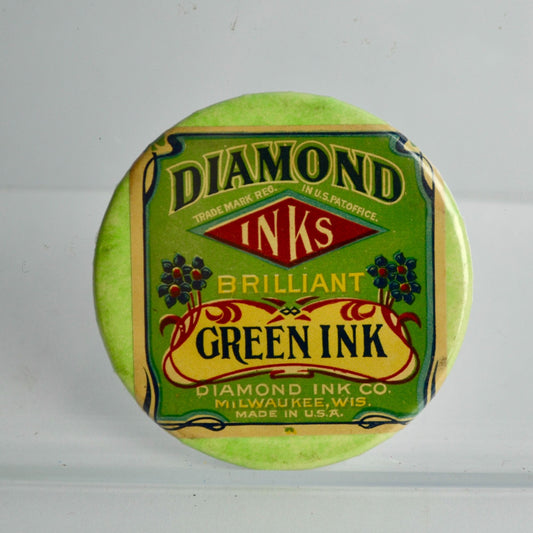 DIAMOND
TRADE MARK REG. IN U.S. PAT. OFFICE.
INKS
BRILLIANT
GREEN INK
DIAMOND INK CO.
MILWAUKEE, WIS.
MADE IN U.S.A.